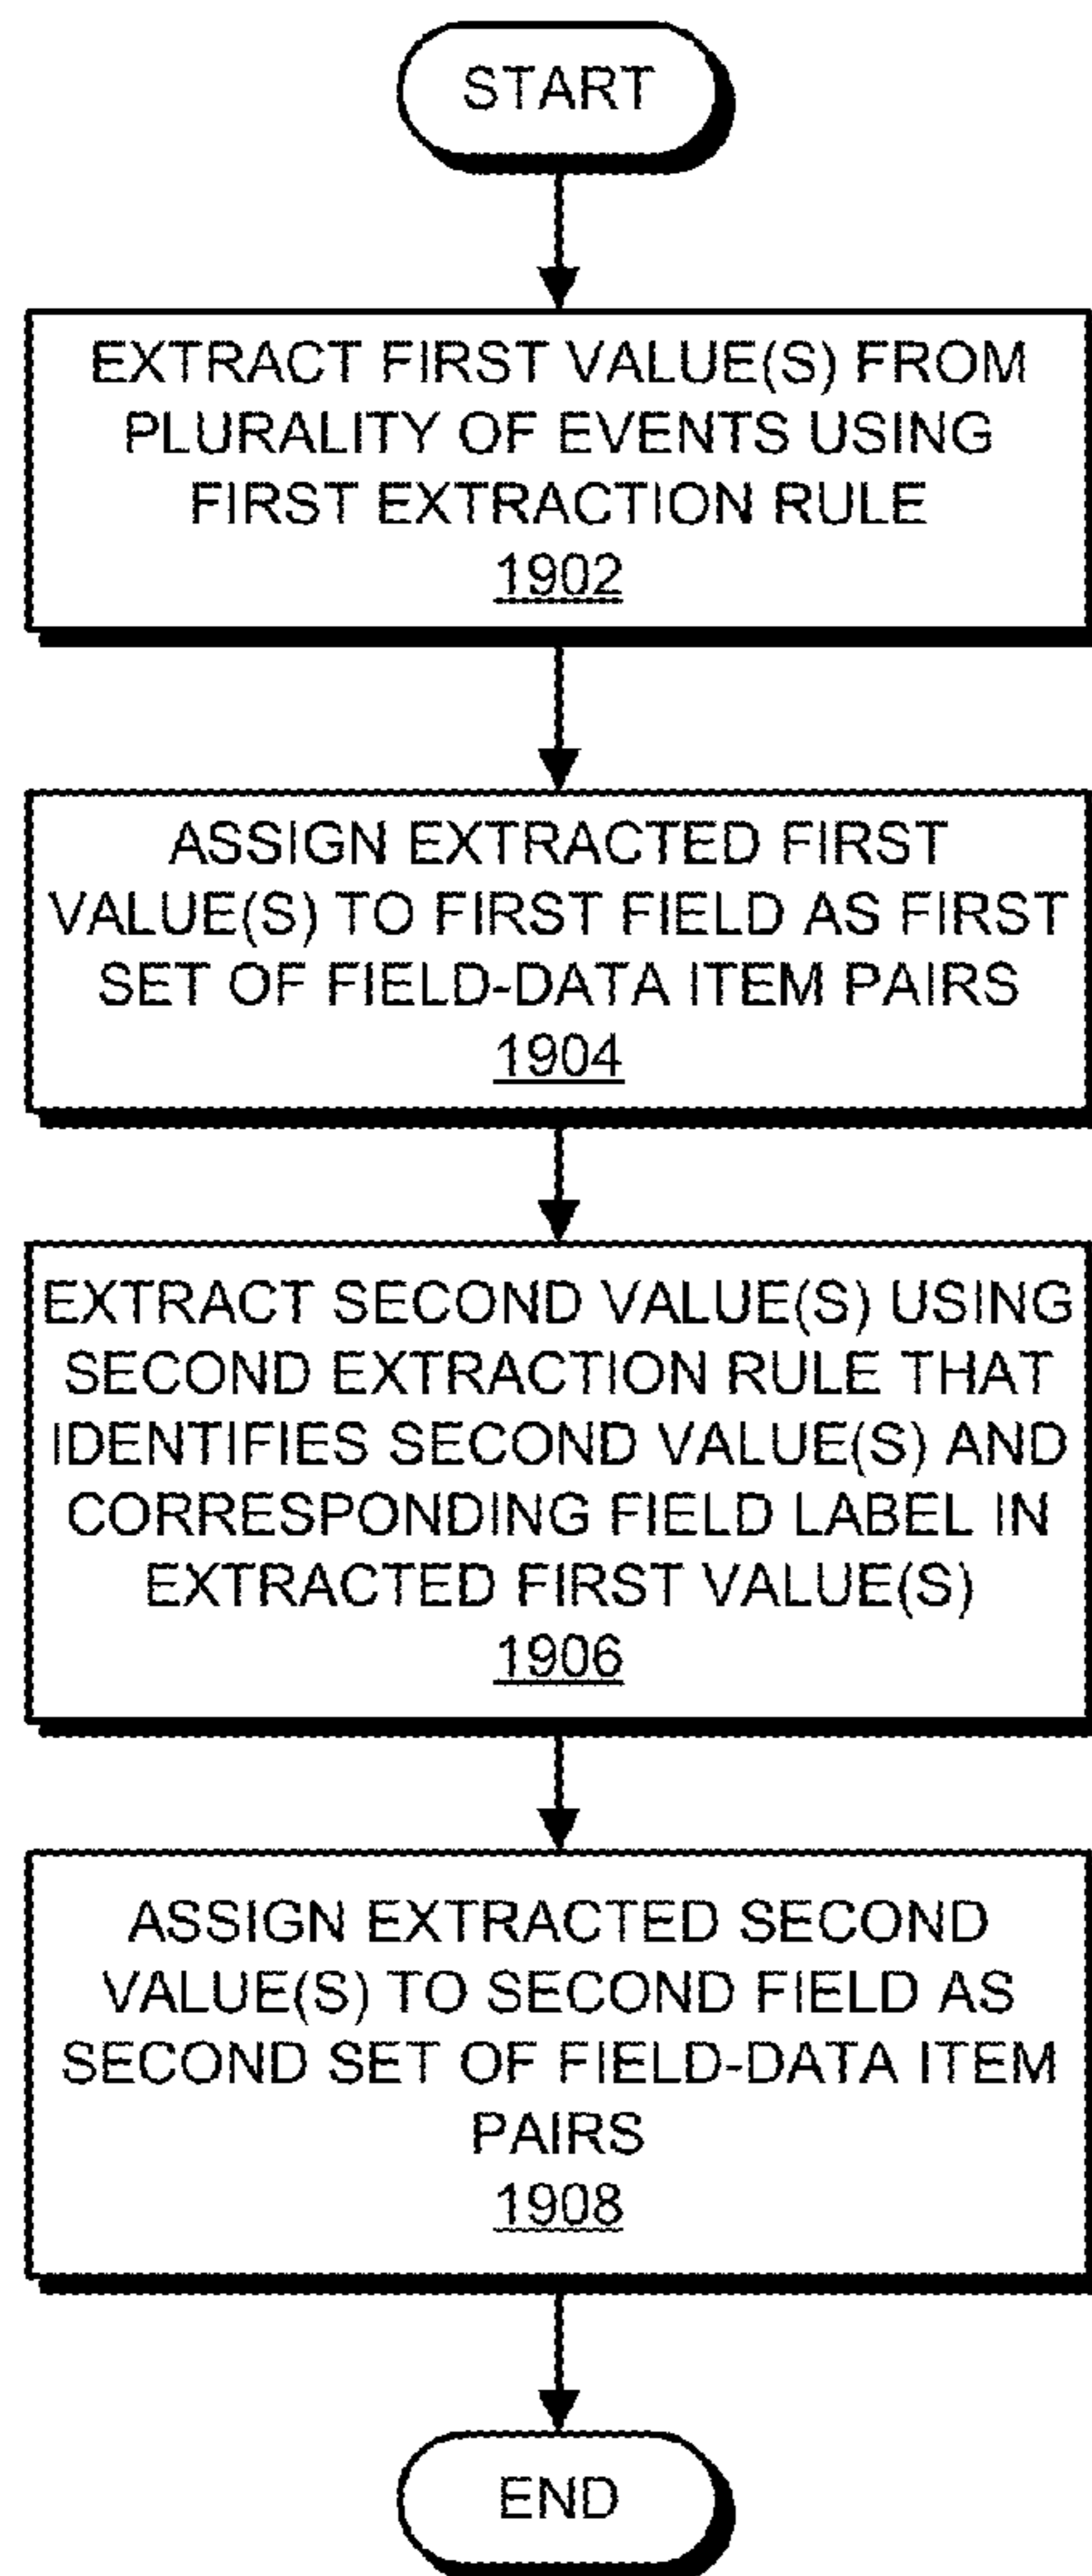 START
EXTRACT FIRST VALUE(S) FROM
PLURALITY OF EVENTS USING
FIRST EXTRACTION RULE
1902
ASSIGN EXTRACTED FIRST
VALUE(S) TO FIRST FIELD AS FIRST
SET OF FIELD-DATA ITEM PAIRS
1904
EXTRACT SECOND VALUE(S) USING
SECOND EXTRACTION RULE THAT
IDENTIFIES SECOND VALUE(S) AND
CORRESPONDING FIELD LABEL IN
EXTRACTED FIRST VALUE(S)
1906
ASSIGN EXTRACTED SECOND
VALUE(S) TO SECOND FIELD AS
SECOND SET OF FIELD-DATA ITEM
PAIRS
1908
END